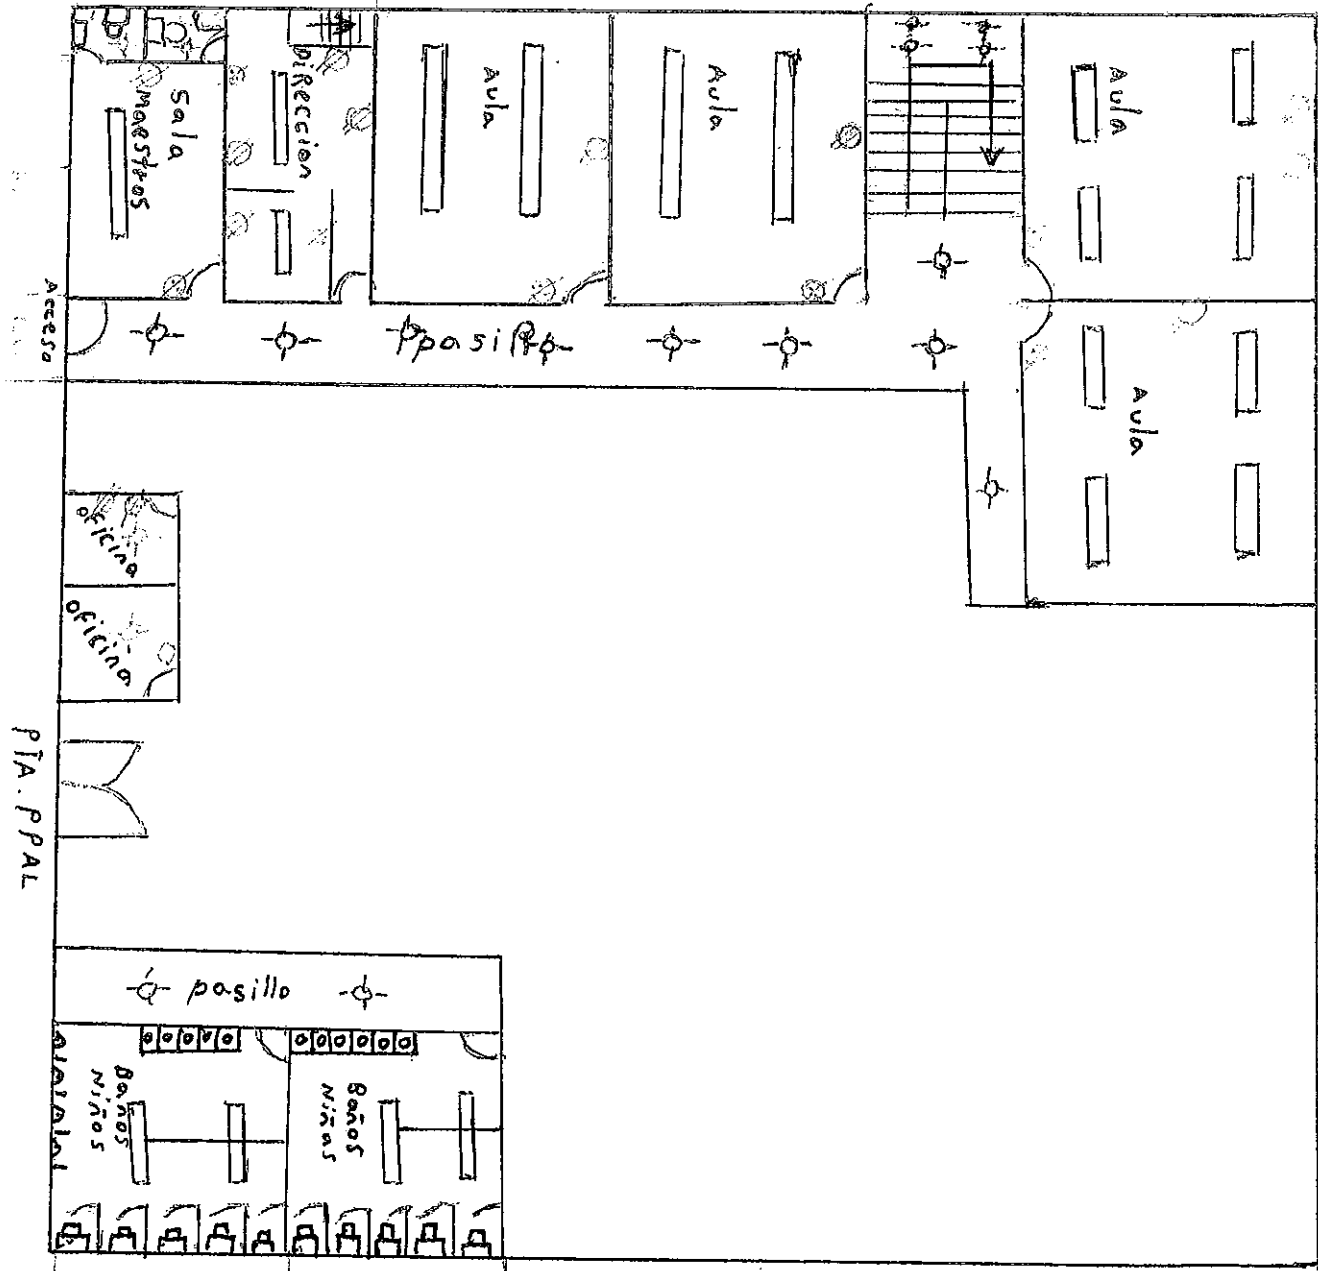 Sala
maestros
Direccion
Aula
Aula
Aula
Acceso
pasillo
Aula
oficina
oficina
PTA. PPAL
pasillo
Baños
Niños
Baños
Niñas